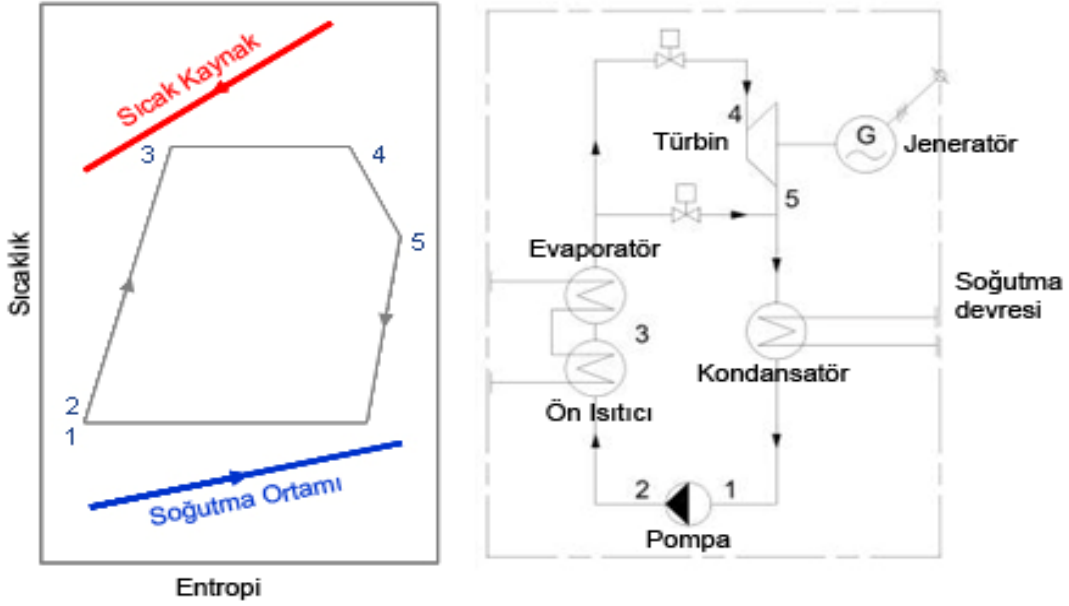 Sıcak Kaynak
3
4
5
2
1
Sıcaklık
Soğutma Ortamı
Entropi
4
Türbin
G
Jeneratör
5
Evaporatör
3
Soğutma
devresi
Kondansatör
Ön Isıtıcı
2
1
Pompa